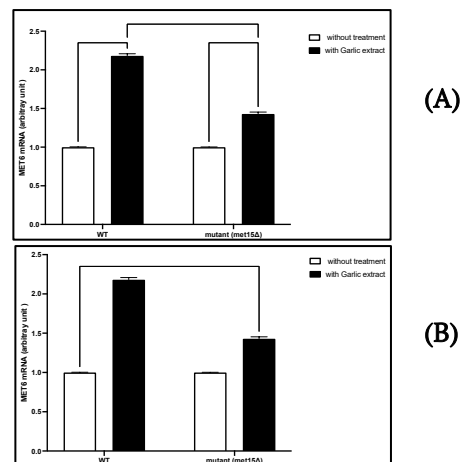 2.5
2.0
1.5
1.0
0.5
0.0
MET6 mRNA (arbitray unit )
without treatment
with Garlic extract
WT
mutant (met15Δ)
(A)
2.5
2.0
1.5
1.0
0.5
0.0
MET6 mRNA (arbitray unit )
without treatment
with Garlic extract
WT
mutant (met15Δ)
(B)